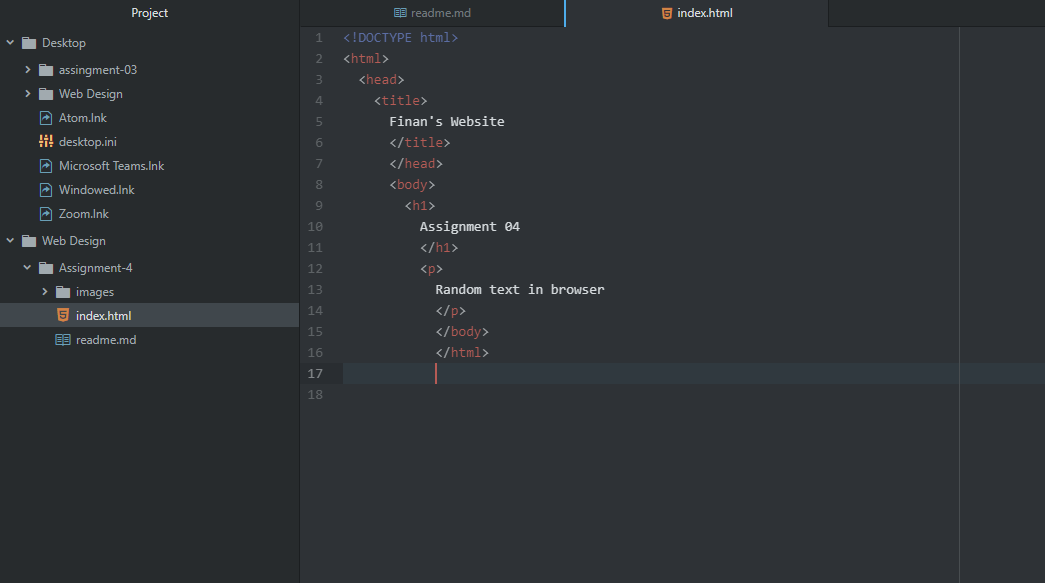 Project
Desktop
assingment-03
Web Design
Atom.lnk
desktop.ini
Microsoft Teams.lnk
Windowed.lnk
Zoom.lnk
Web Design
Assignment-4
images
index.html
readme.md
readme.md
index.html
1 <!DOCTYPE html>
2 <html>
3 <head>
4 <title>
5 Finan's Website
6 </title>
7 </head>
8 <body>
9 <h1>
10 Assignment 04
11 </h1>
12 <p>
13 Random text in browser
14 </p>
15 </body>
16 </html>
17
18